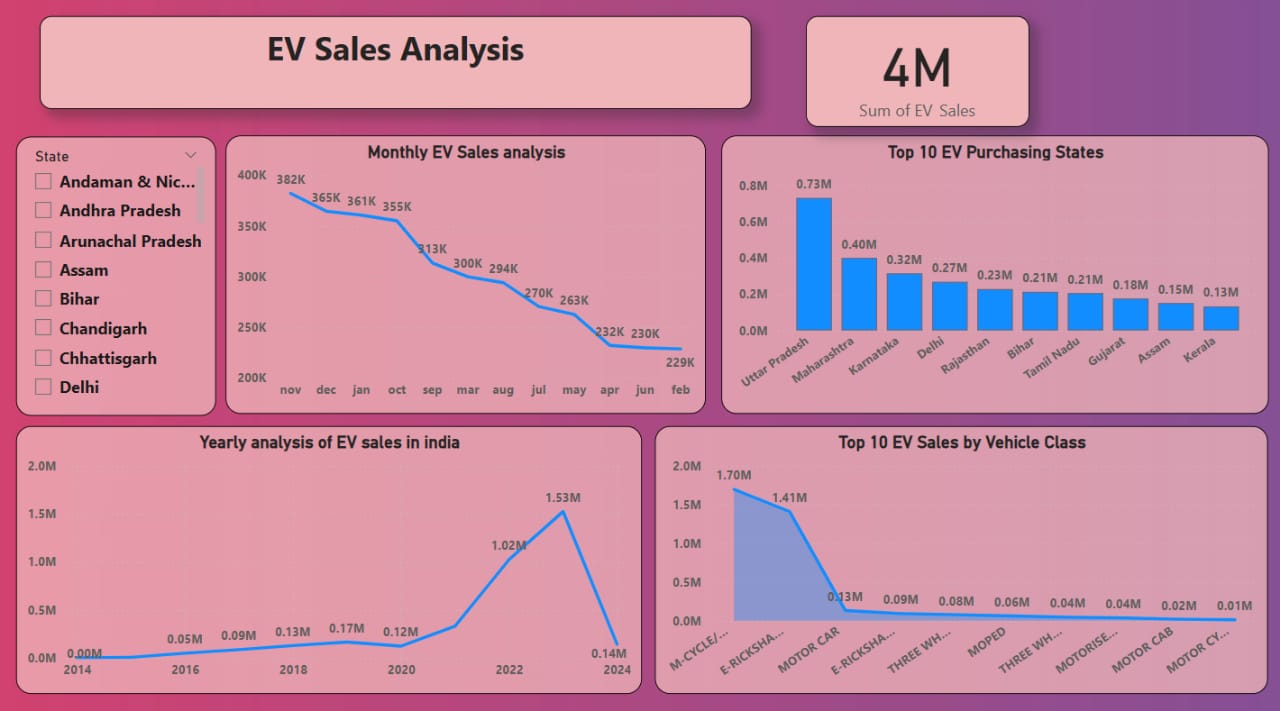 EV Sales Analysis
4M
Sum of EV Sales
State
Andaman & Nic...
Andhra Pradesh
Arunachal Pradesh
Assam
Bihar
Chandigarh
Chhattisgarh
Delhi
Monthly EV Sales analysis
400K
350K
300K
250K
200K
382K
365K
361K
355K
313K
300K
294K
270K
263K
232K
230K
229K
nov dec jan oct sep mar aug jul may apr jun feb
Top 10 EV Purchasing States
0.8M
0.6M
0.4M
0.2M
0.0M
0.73M
0.40M
0.32M
0.27M
0.23M
0.21M
0.21M
0.18M
0.15M
0.13M
Uttar Pradesh
Maharashtra
Karnataka
Delhi
Rajasthan
Bihar
Tamil Nadu
Gujarat
Assam
Kerala
Yearly analysis of EV sales in india
2.0M
1.5M
1.0M
0.5M
0.0M
0.00M
0.05M
0.09M
0.13M
0.17M
0.12M
1.02M
1.53M
0.14M
2014 2016 2018 2020 2022 2024
Top 10 EV Sales by Vehicle Class
2.0M
1.5M
1.0M
0.5M
0.0M
1.70M
1.41M
0.13M
0.09M
0.08M
0.06M
0.04M
0.04M
0.02M
0.01M
M-CYCLE/...
E-RICKSHA...
MOTOR CAR
E-RICKSHA...
THREE WH...
MOPED
THREE WH...
MOTORISE...
MOTOR CAB
MOTOR CY...